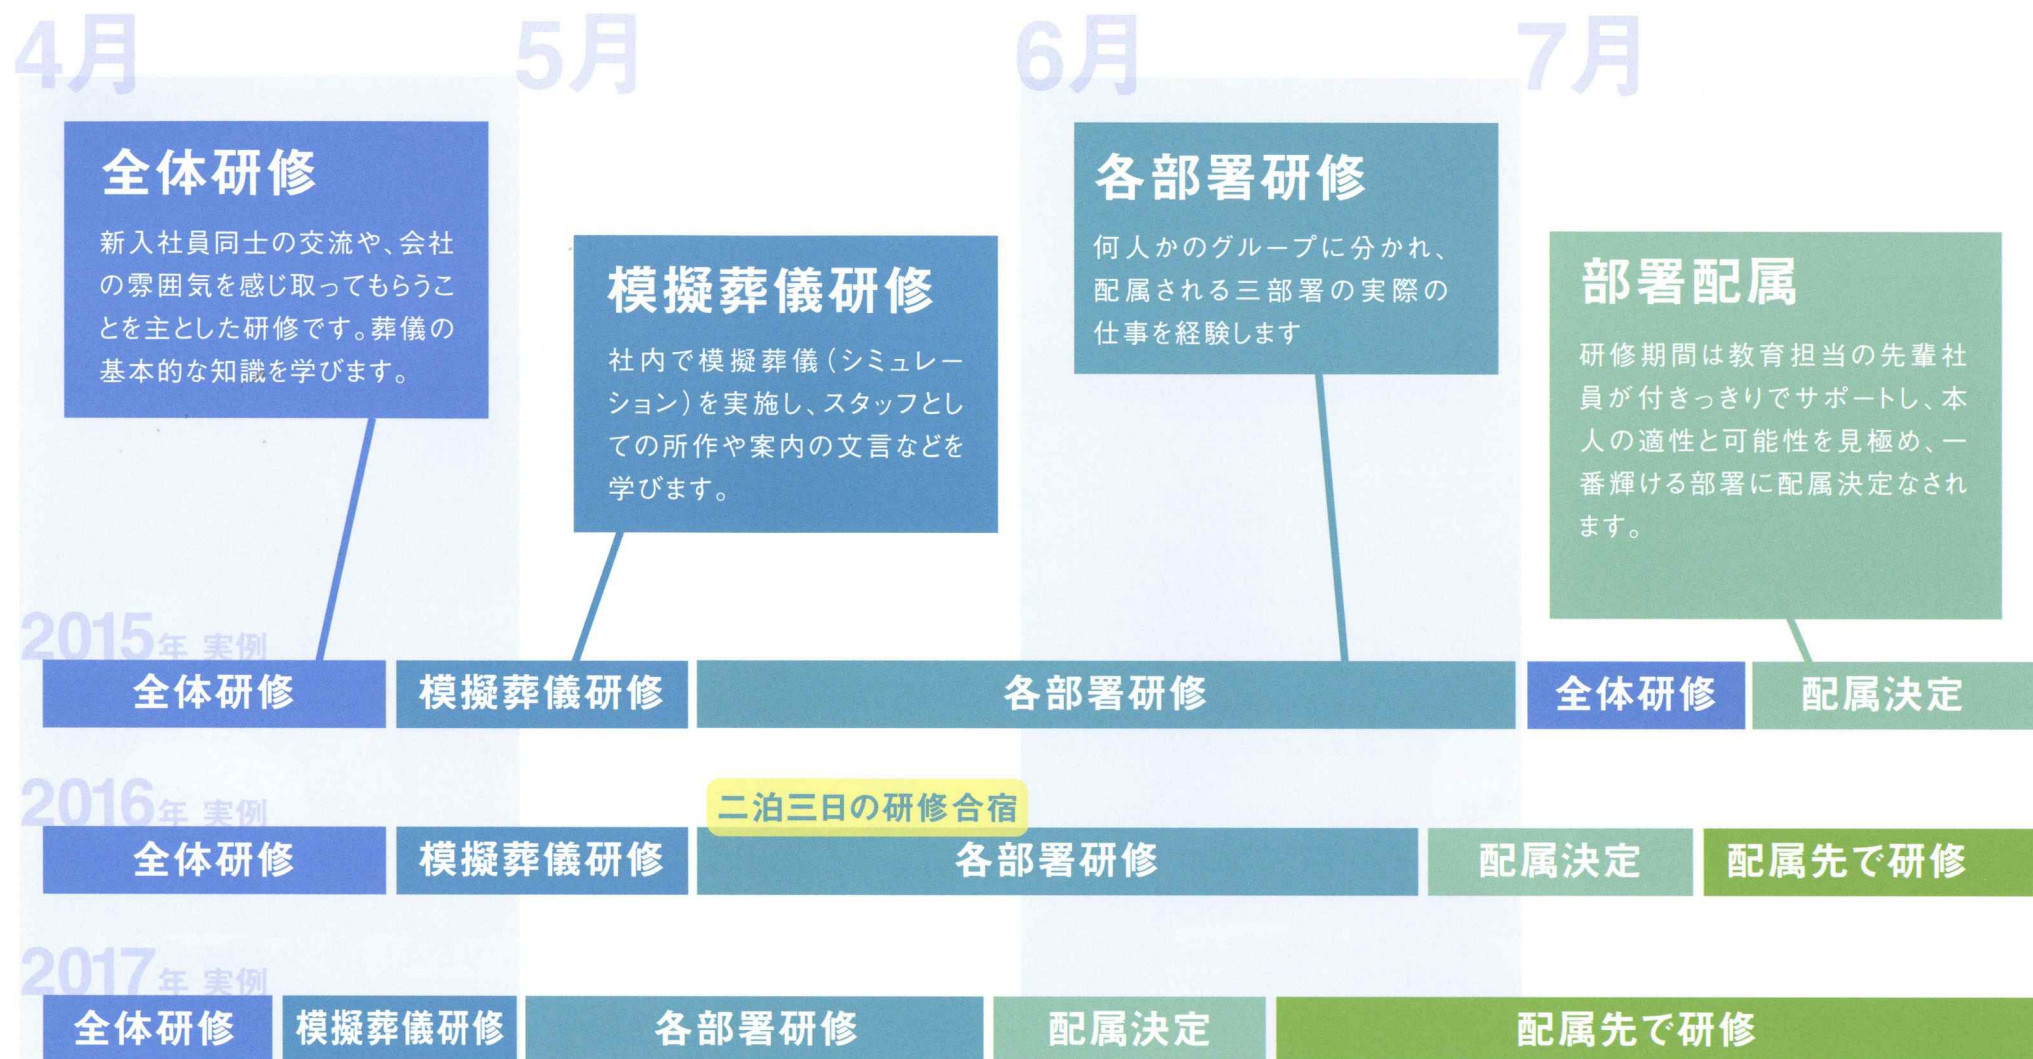 4月
5月
6月
7月
全体研修
新入社員同士の交流や、会社
の雰囲気を感じ取ってもらうこ
とを主とした研修です。葬儀の
基本的な知識を学びます。
模擬葬儀研修
社内で模擬葬儀(シミュレー
ション)を実施し、スタッフとし
ての所作や案内の文言などを
学びます。
各部署研修
何人かのグループに分かれ、
配属される三部署の実際の
仕事を経験します
部署配属
研修期間は教育担当の先輩社
員が付きっきりでサポートし、本
人の適性と可能性を見極め、一
番輝ける部署に配属決定なされ
ます。
2015年 実例
全体研修 模擬葬儀研修 各部署研修 全体研修 配属決定
2016年 実例
二泊三日の研修合宿
全体研修 模擬葬儀研修 各部署研修 配属決定 配属先で研修
2017年 実例
全体研修 模擬葬儀研修 各部署研修 配属決定 配属先で研修